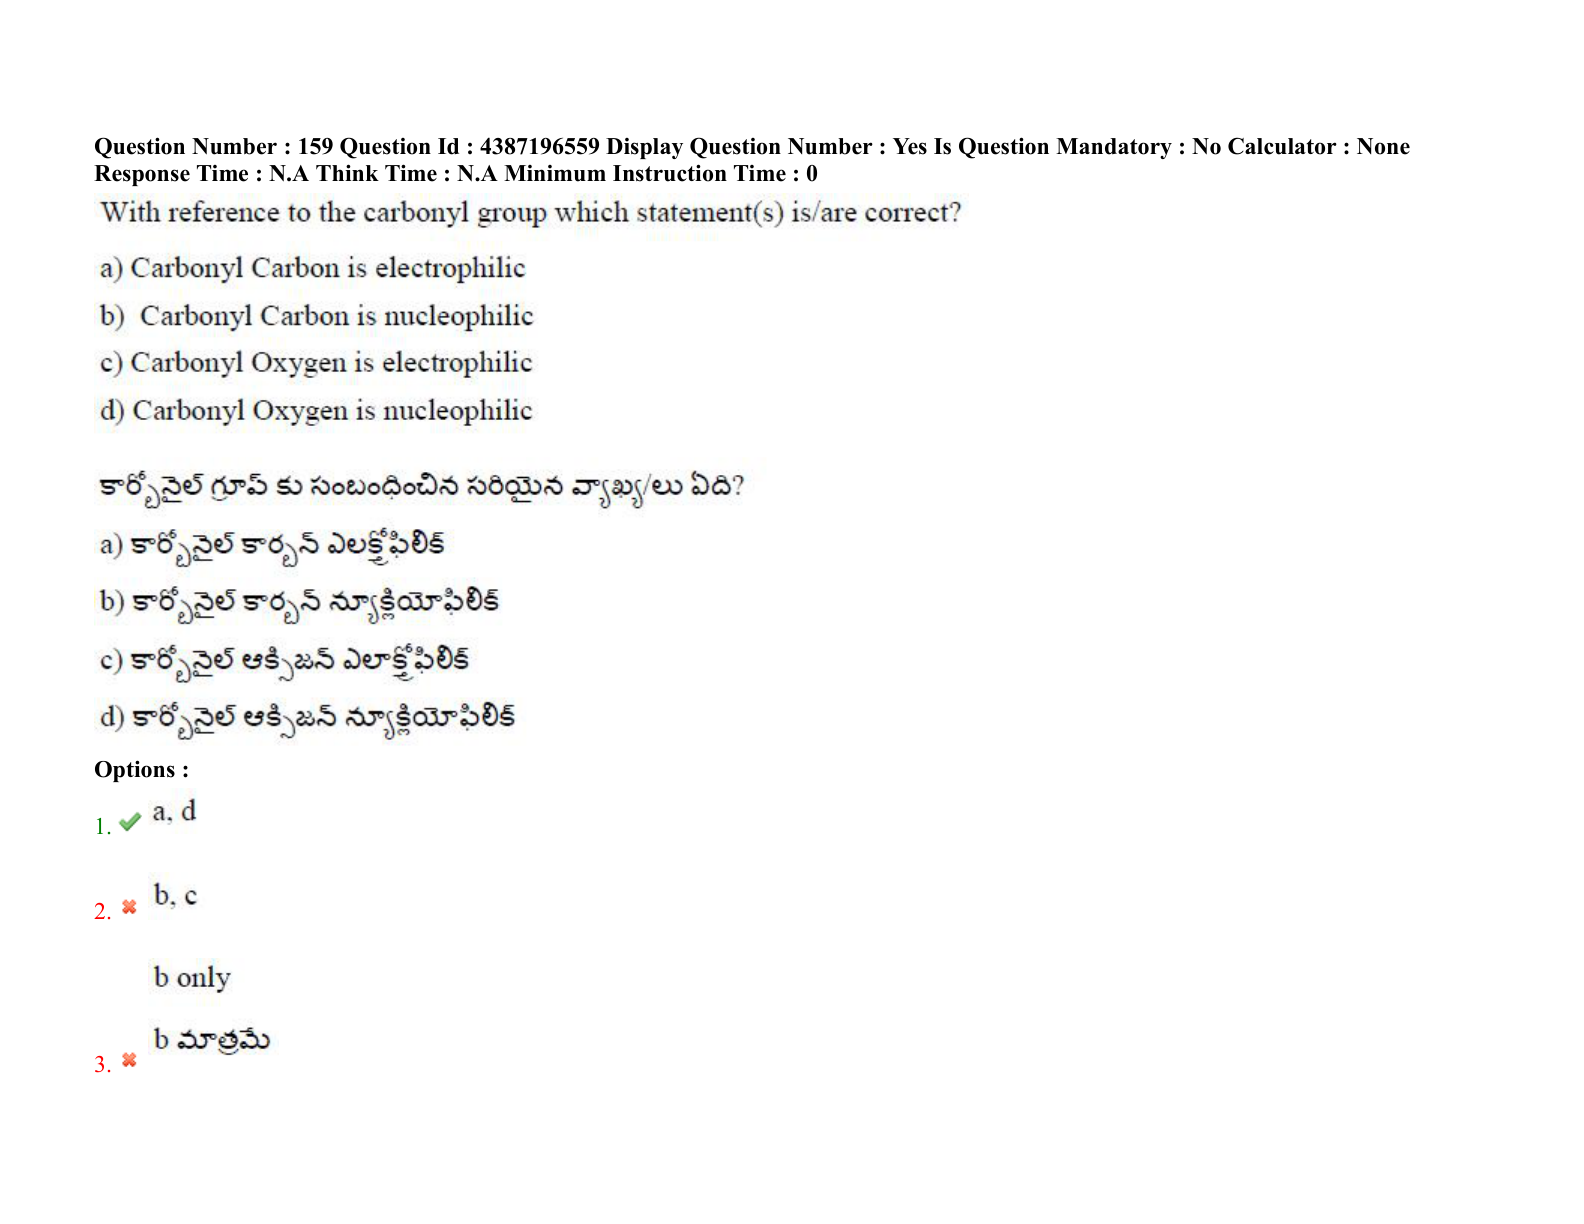 Question Number : 159 Question Id : 4387196559 Display Question Number : Yes Is Question Mandatory : No Calculator : None
Response Time : N.A Think Time : N.A Minimum Instruction Time : 0
With reference to the carbonyl group which statement(s) is/are correct?
a) Carbonyl Carbon is electrophilic
b) Carbonyl Carbon is nucleophilic
c) Carbonyl Oxygen is electrophilic
d) Carbonyl Oxygen is nucleophilic
కార్బోనైల్ గ్రూప్ కు సంబంధించిన సరియైన వ్యాఖ్య/లు ఏది?
a) కార్బోనైల్ కార్బన్ ఎలక్త్రోఫిలిక్
b) కార్బోనైల్ కార్బన్ న్యూక్లియోఫిలిక్
c) కార్బోనైల్ ఆక్సిజన్ ఎలాక్త్రోఫిలిక్
d) కార్బోనైల్ ఆక్సిజన్ న్యూక్లియోఫిలిక్
Options :
1. a, d
2. b, c
b only
b మాత్రమే
3.